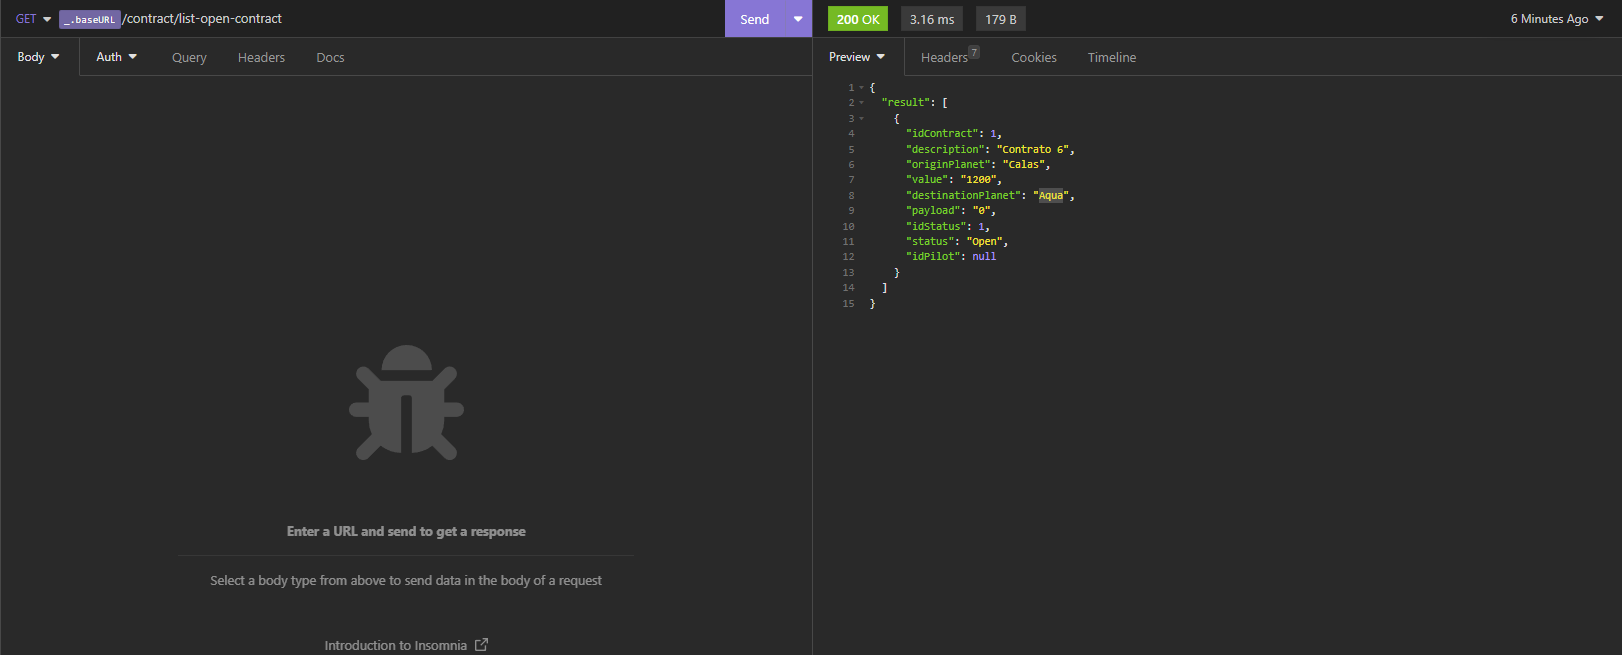 GET _.baseURL /contract/list-open-contract Send 200 OK 3.16 ms 179 B 6 Minutes Ago
Body Auth Query Headers Docs
Preview Headers 7 Cookies Timeline
1 {
2 "result": [
3 {
4 "idContract": 1,
5 "description": "Contrato 6",
6 "originPlanet": "Calas",
7 "value": "1200",
8 "destinationPlanet": "Aqua",
9 "payload": "0",
10 "idStatus": 1,
11 "status": "Open",
12 "idPilot": null
13 }
14 ]
15 }
Enter a URL and send to get a response
Select a body type from above to send data in the body of a request
Introduction to Insomnia